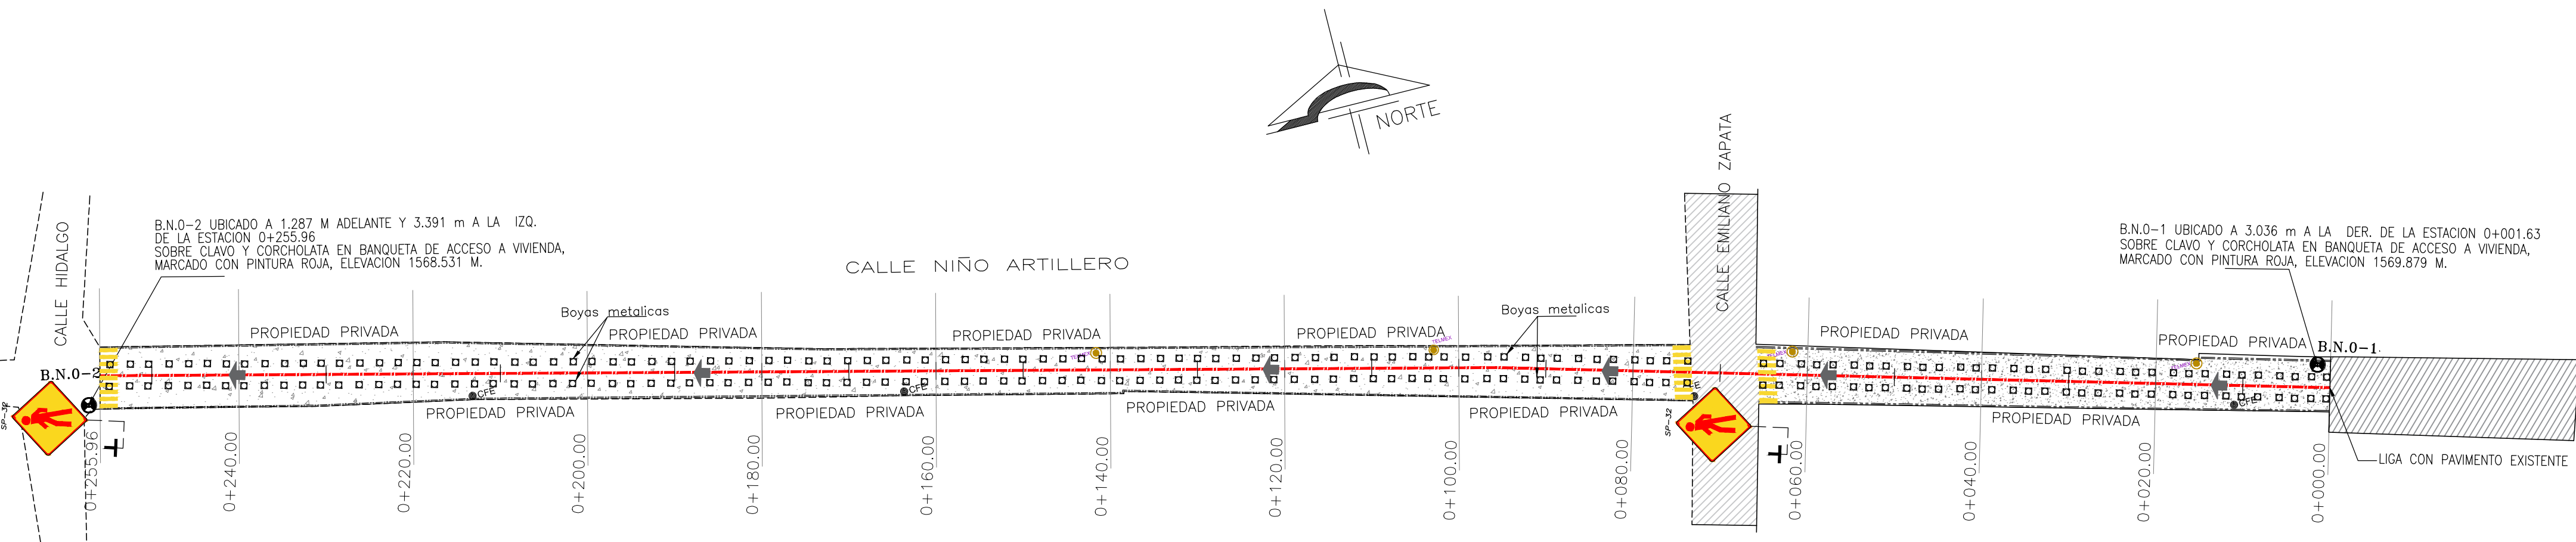 NORTE
CALLE HIDALGO
B.N.0-2 UBICADO A 1.287 M ADELANTE Y 3.391 m A LA IZQ.
DE LA ESTACION 0+255.96
SOBRE CLAVO Y CORCHOLATA EN BANQUETA DE ACCESO A VIVIENDA,
MARCADO CON PINTURA ROJA, ELEVACION 1568.531 M.
CALLE NIÑO ARTILLERO
CALLE EMILIANO ZAPATA
B.N.0-1 UBICADO A 3.036 m A LA DER. DE LA ESTACION 0+001.63
SOBRE CLAVO Y CORCHOLATA EN BANQUETA DE ACCESO A VIVIENDA,
MARCADO CON PINTURA ROJA, ELEVACION 1569.879 M.
PROPIEDAD PRIVADA
Boyas metalicas
PROPIEDAD PRIVADA
PROPIEDAD PRIVADA
PROPIEDAD PRIVADA
Boyas metalicas
PROPIEDAD PRIVADA
PROPIEDAD PRIVADA
B.N.0-1
TELMEX
TELMEX
TELMEX
TELMEX
B.N.0-2
CFE
CFE
CFE
SP-32
SP-32
PROPIEDAD PRIVADA
PROPIEDAD PRIVADA
PROPIEDAD PRIVADA
PROPIEDAD PRIVADA
PROPIEDAD PRIVADA
LIGA CON PAVIMENTO EXISTENTE
0+255.96
0+240.00
0+220.00
0+200.00
0+180.00
0+160.00
0+140.00
0+120.00
0+100.00
0+080.00
0+060.00
0+040.00
0+020.00
0+000.00